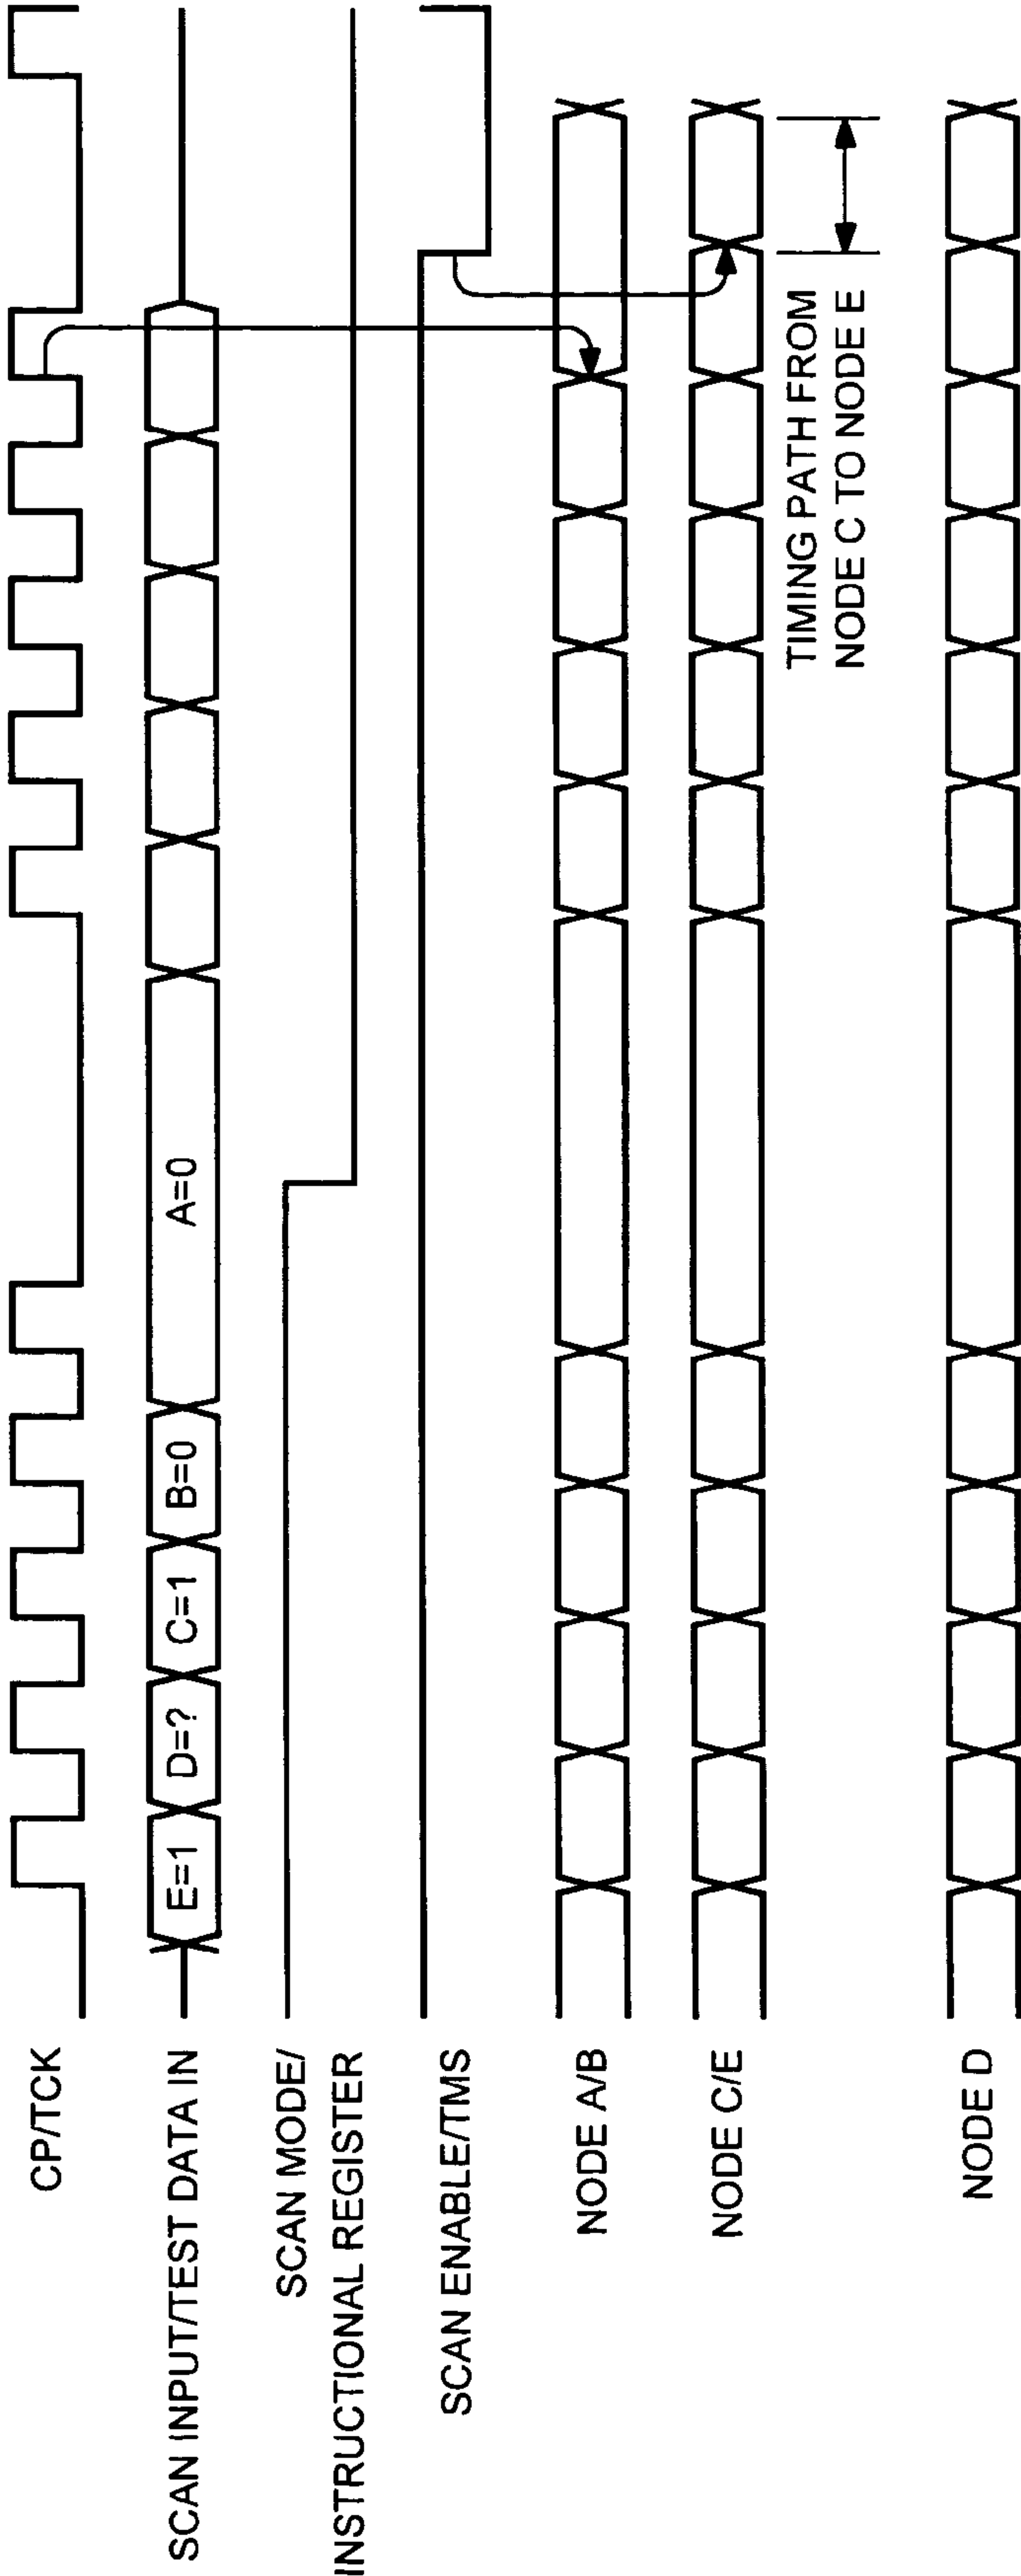 CP/TCK
SCAN INPUT/TEST DATA IN
E=1 D=? C=1 B=0 A=0
SCAN MODE/
INSTRUCTIONAL REGISTER
SCAN ENABLE/TMS
NODE A/B
NODE C/E
TIMING PATH FROM
NODE C TO NODE E
NODE D